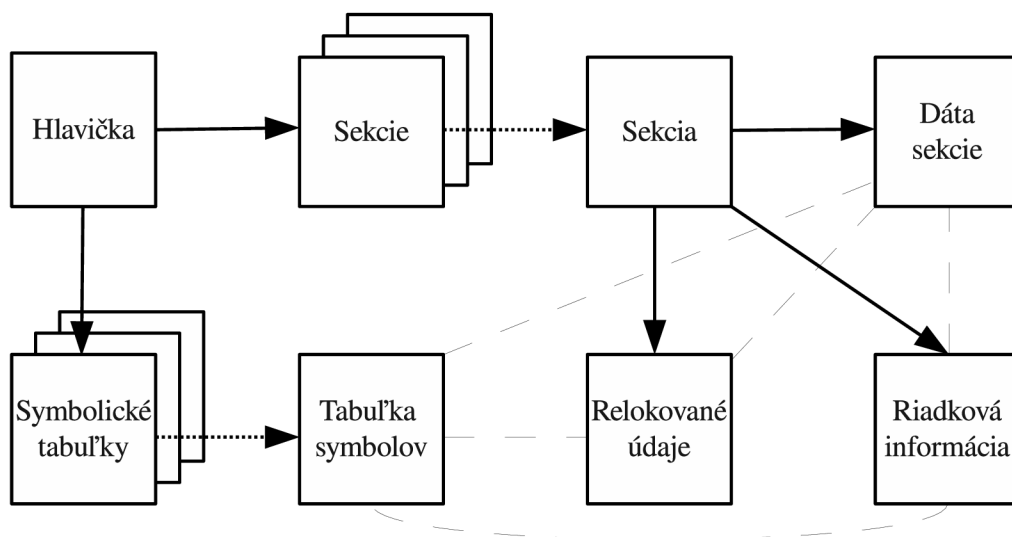 Hlavička
Sekcie
Sekcia
Dáta
sekcie
Symbolické
tabuľky
Tabuľka
symbolov
Relokované
údaje
Riadková
informácia